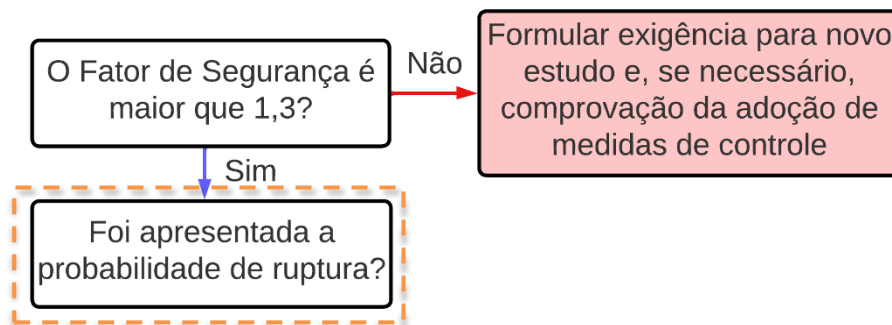 O Fator de Segurança é
maior que 1,3?
Não
Formular exigência para novo
estudo e, se necessário,
comprovação da adoção de
medidas de controle
Sim
Foi apresentada a
probabilidade de ruptura?